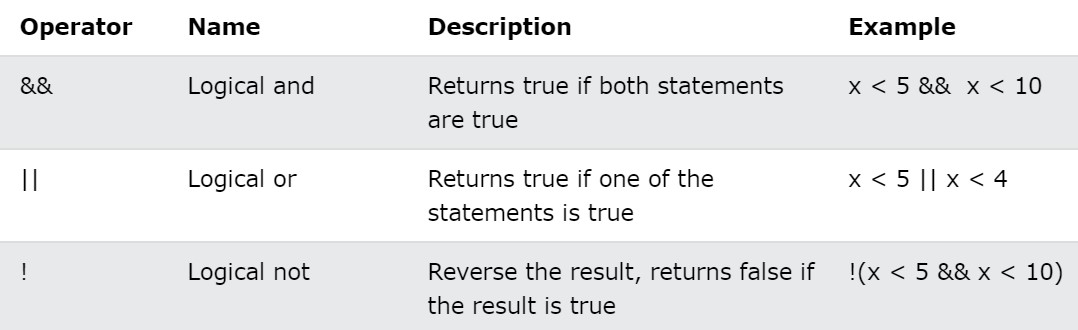 Operator Name Description Example
&& Logical and Returns true if both statements x < 5 &&  x < 10
are true
|| Logical or Returns true if one of the x < 5 || x < 4
statements is true
! Logical not Reverse the result, returns false if !(x < 5 && x < 10)
the result is true